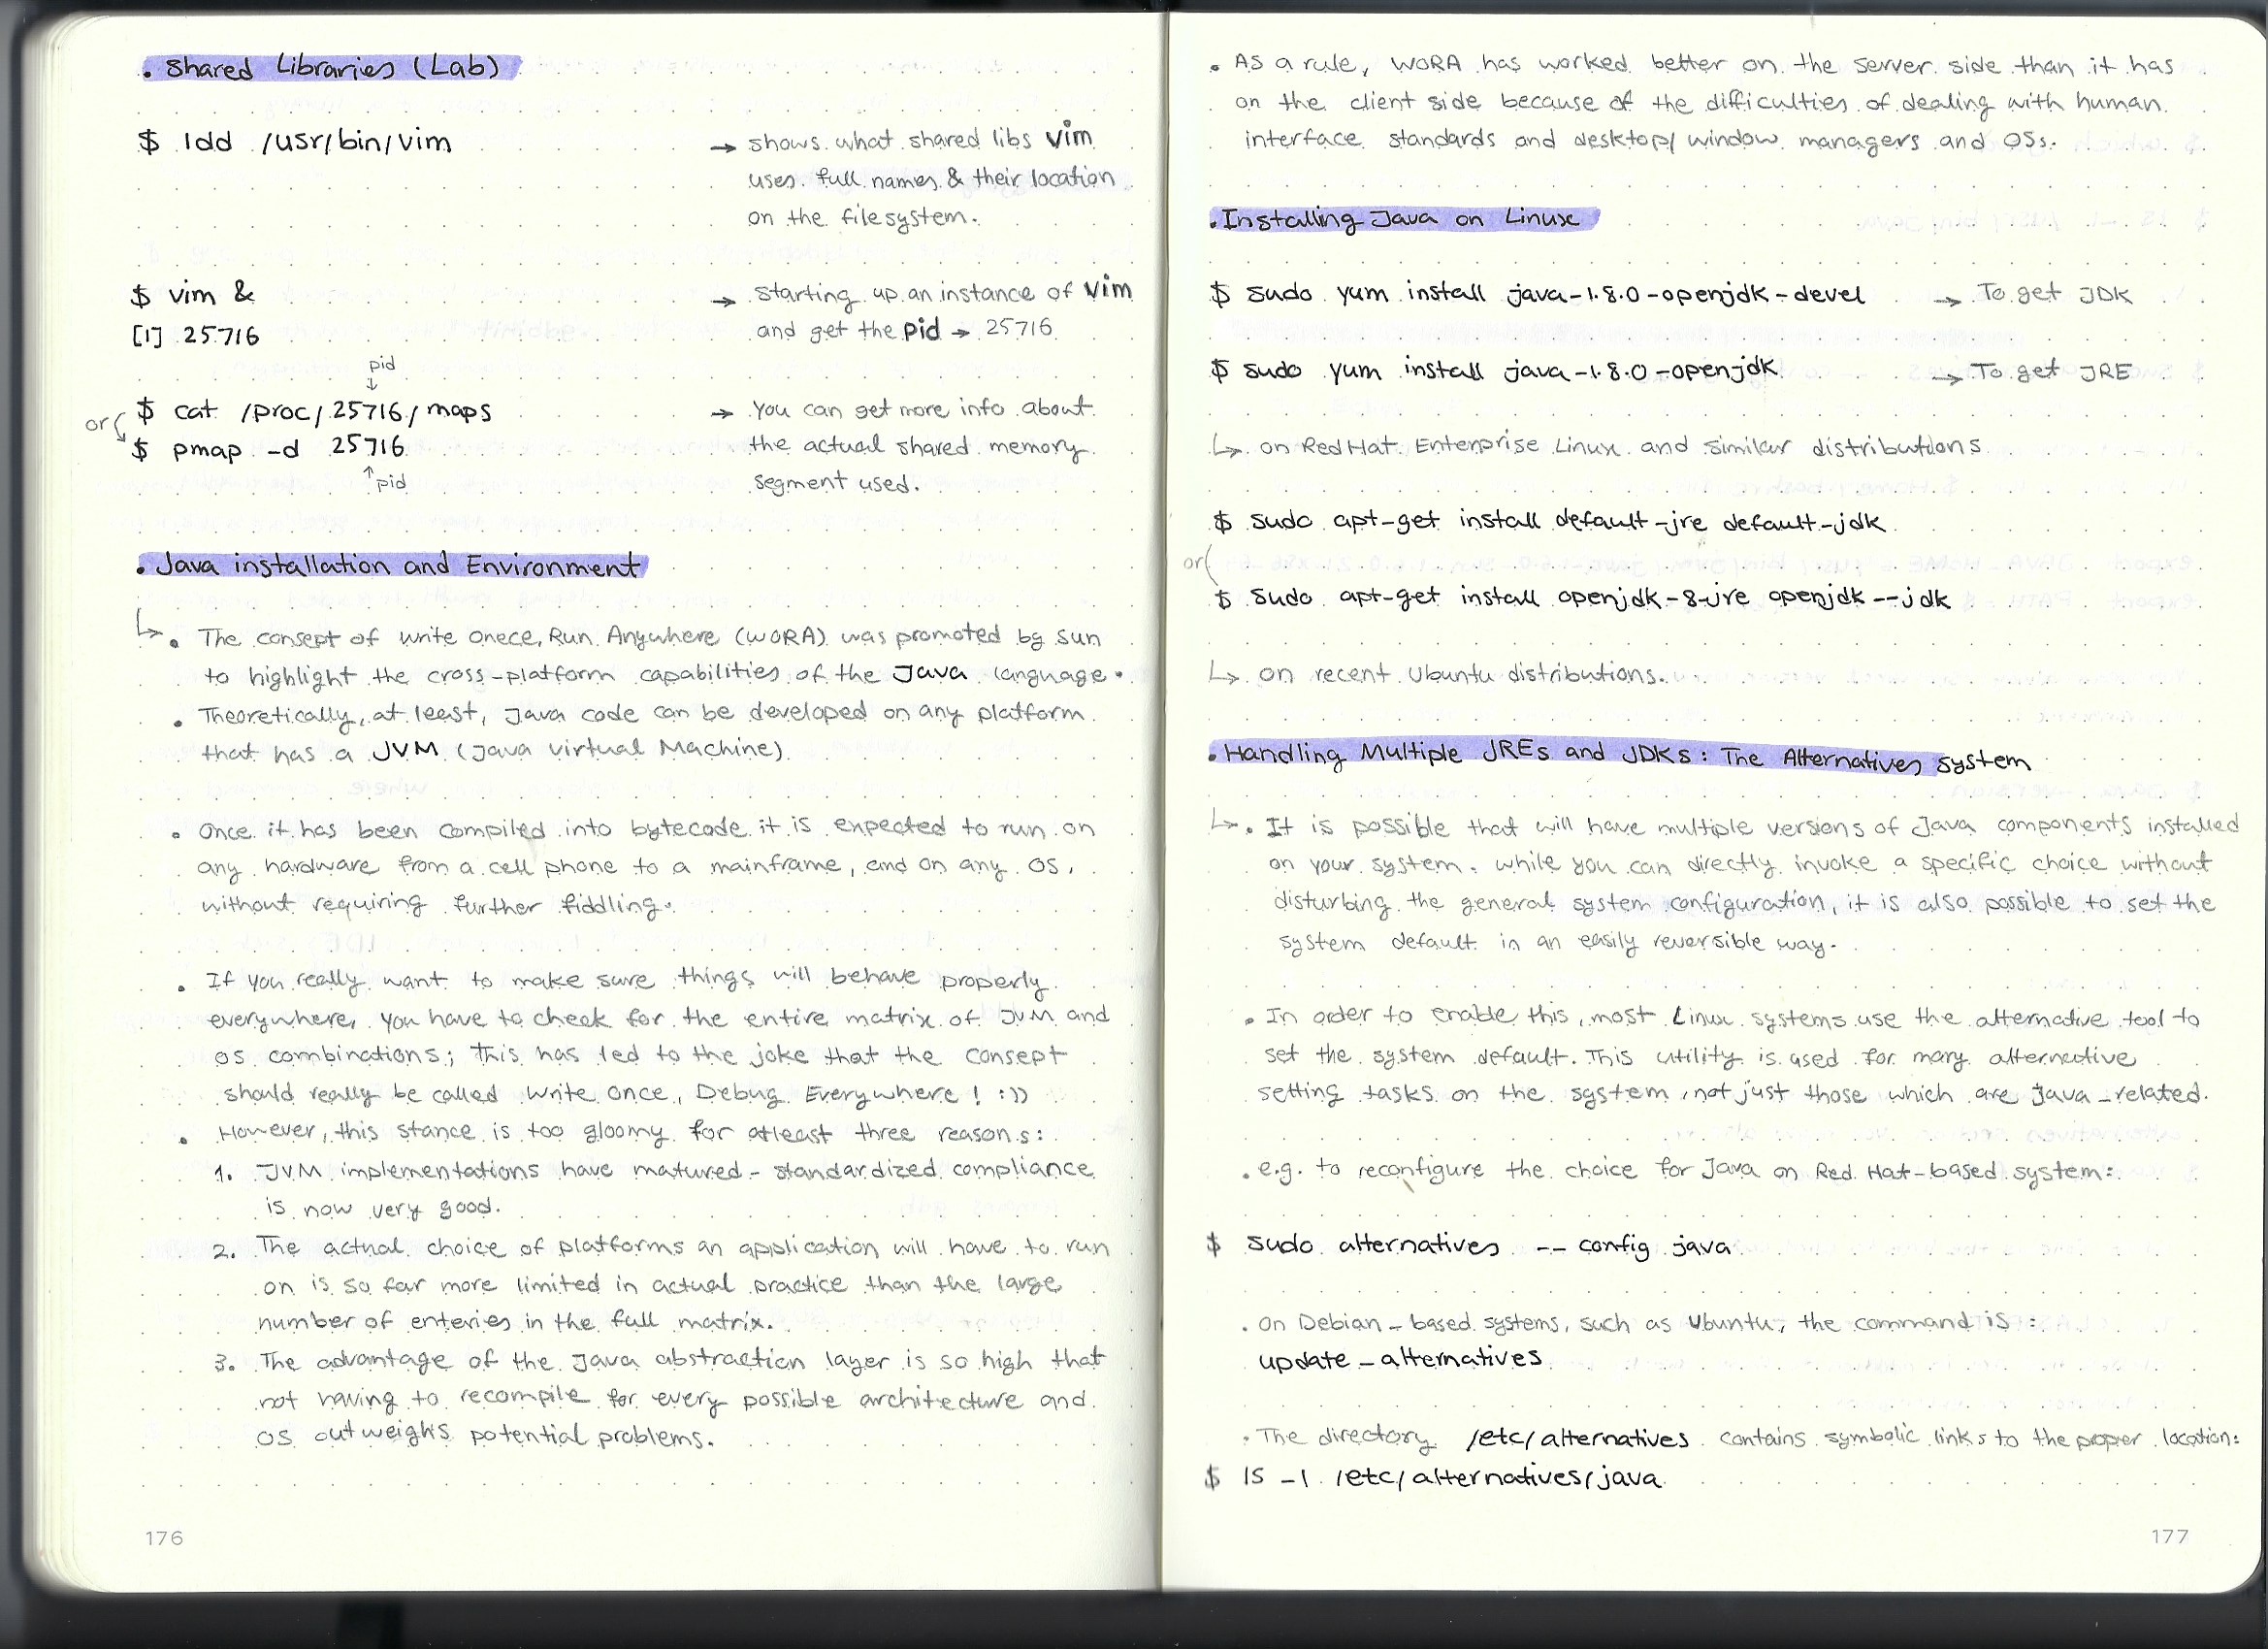 . Shared Libraries (Lab)
$ ldd /usr/bin/vim → shows what shared libs vim
uses. full names & their location
on the filesystem.
$ vim & → starting up an instance of vim
[1] 25716 and get the pid → 25716
pid
↓
or $ cat /proc/25716/maps → You can get more info about
$ pmap -d 25716 the actual shared memory
↑ pid segment used.
. Java installation and Environment
↳ . The consept of write onece, Run Anywhere (WORA) was promoted by Sun
to highlight the cross-platform capabilities of the Java language.
. Theoretically, at least, Java code can be developed on any platform
that has a JVM (Java virtual Machine).
. Once it has been compiled into bytecode it is expected to run on
any hardware from a cell phone to a mainframe, and on any OS,
without requiring further fiddling.
. If you really want to make sure things will behave properly
everywhere, you have to check for the entire matrix of JVM and
OS combinations; This has led to the joke that the consept
should really be called Write Once, Debug Everywhere! :))
. However, this stance is too gloomy for atleast three reasons:
1. JVM implementations have matured - standardized compliance
is now very good.
2. The actual choice of platforms an application will have to run
on is so far more limited in actual practice than the large
number of enteries in the full matrix.
3. The advantage of the Java abstraction layer is so high that
not having to recompile for every possible architecture and
OS outweighs potential problems.
176
. As a rule, WORA has worked better on the server side than it has
on the client side because of the difficulties of dealing with human
interface standards and desktop/window managers and OSs.
. Installing Java on Linux
$ sudo yum install java-1.8.0-openjdk-devel → To get JDK
$ sudo yum install java-1.8.0-openjdk → To get JRE
↳ on Red Hat Enterprise Linux and similar distributions
$ sudo apt-get install default-jre default-jdk
or
$ sudo apt-get install openjdk-8-jre openjdk--jdk
↳ on recent Ubuntu distributions.
. Handling Multiple JREs and JDKs: The Alternatives system
↳ . It is possible that will have multiple versions of Java components installed
on your system. while you can directly invoke a specific choice without
disturbing the general system configuration, it is also possible to set the
system default in an easily reversible way.
. In order to enable this, most Linux systems use the alternative tool to
set the system default. This utility is used for many alternative
setting tasks on the system, not just those which are Java-related.
. e.g. to reconfigure the choice for Java on Red Hat-based system:
$ sudo alternatives --config java
. on Debian-based systems, such as Ubuntu, the command is :
update-alternatives
. The directory /etc/alternatives contains symbolic links to the proper location:
$ ls -l /etc/alternatives/java
177